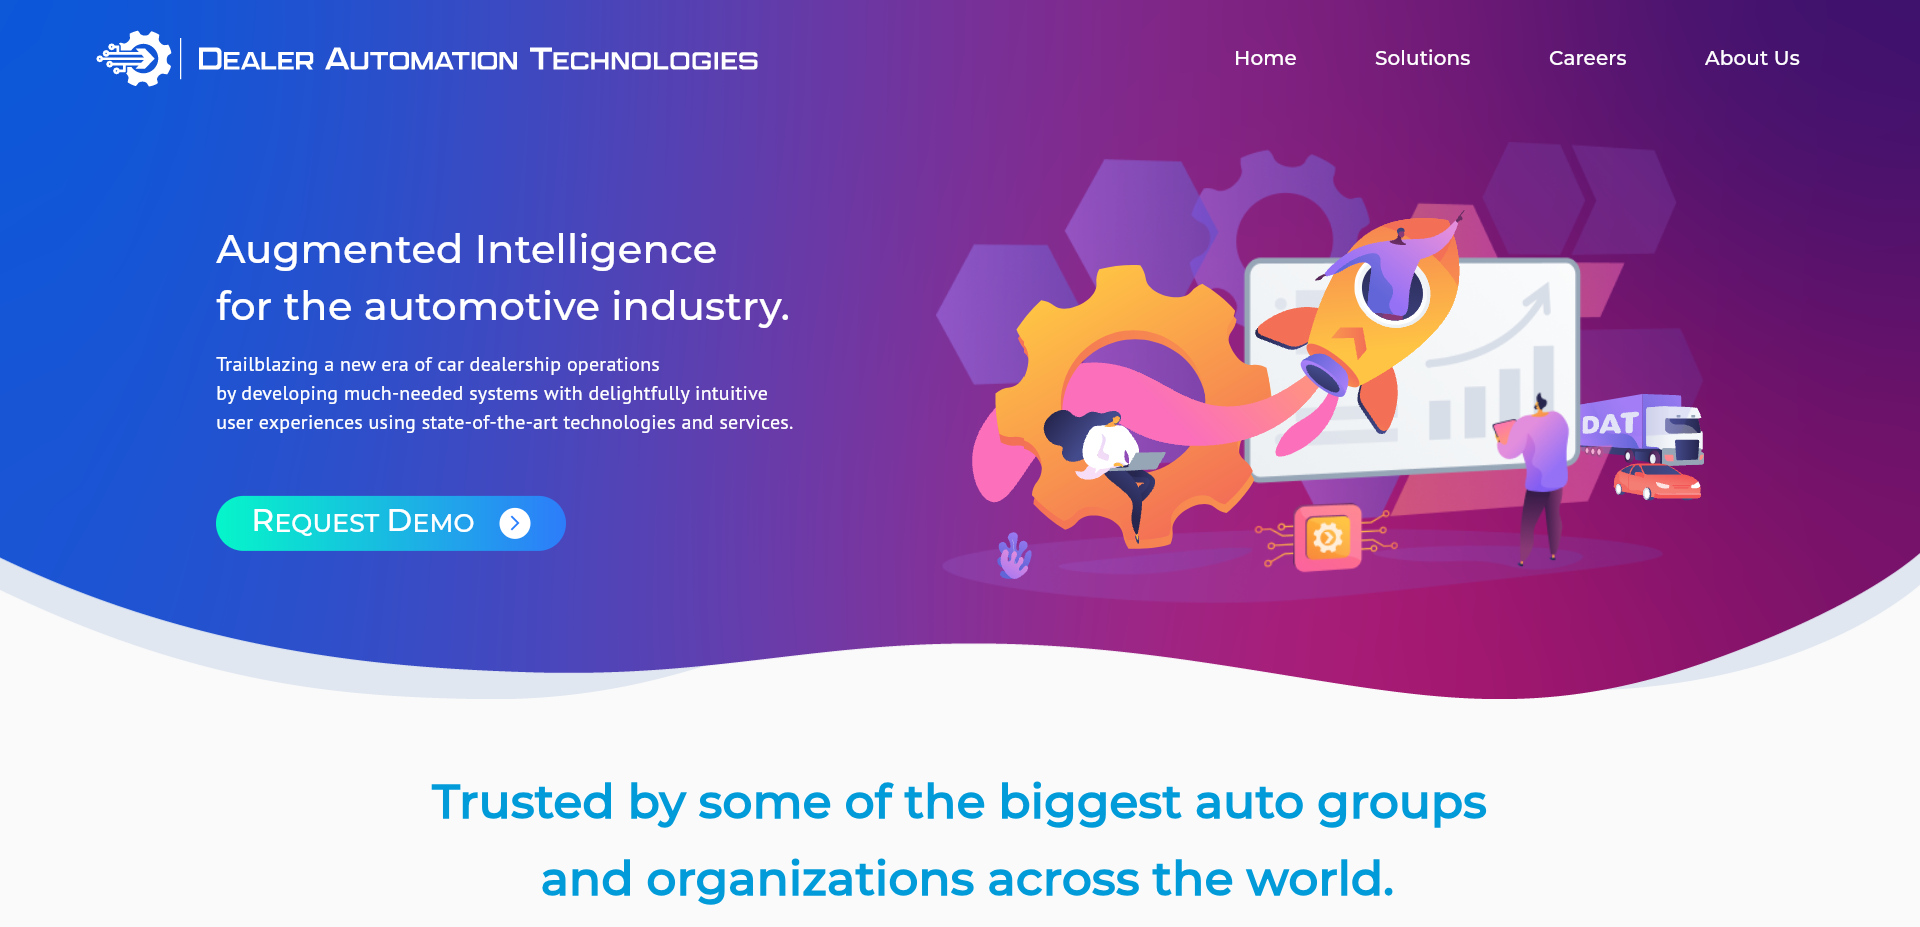 DEALER AUTOMATION TECHNOLOGIES
Home
Solutions
Careers
About Us
Augmented Intelligence
for the automotive industry.
Trailblazing a new era of car dealership operations
by developing much-needed systems with delightfully intuitive
user experiences using state-of-the-art technologies and services.
REQUEST DEMO
DAT
Trusted by some of the biggest auto groups
and organizations across the world.